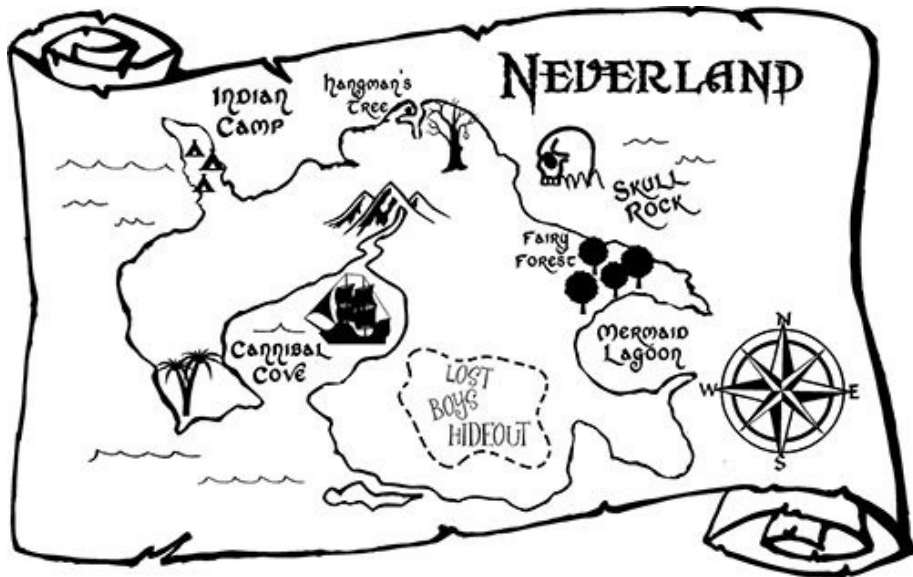 NEVERLAND
INDIAN
CAMP
HANGMAN'S
TREE
SKULL
ROCK
FAIRY
FOREST
MERMAID
LAGOON
CANNIBAL
COVE
LOST
BOYS
HIDEOUT
N
W
E
S